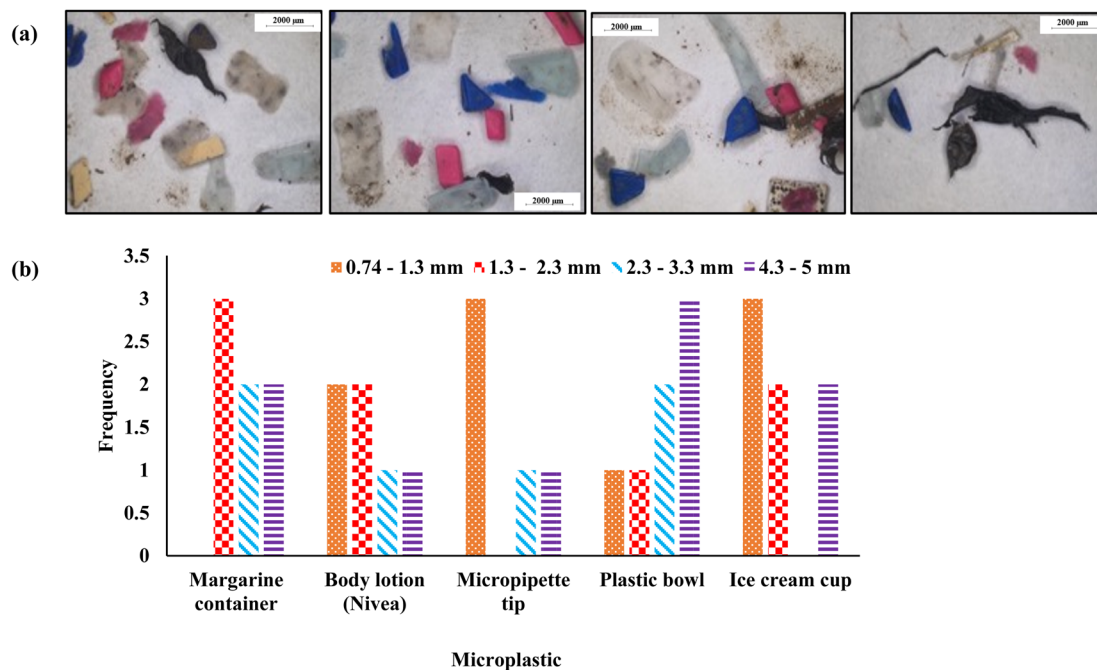 (a)
2000 µm
2000 µm
2000 µm
2000 µm
(b)
0.74 - 1.3 mm
1.3 -  2.3 mm
2.3 - 3.3 mm
4.3 - 5 mm
Frequency
3.5
3
2.5
2
1.5
1
0.5
0
Margarine
container
Body lotion
(Nivea)
Micropipette
tip
Plastic bowl
Ice cream cup
Microplastic